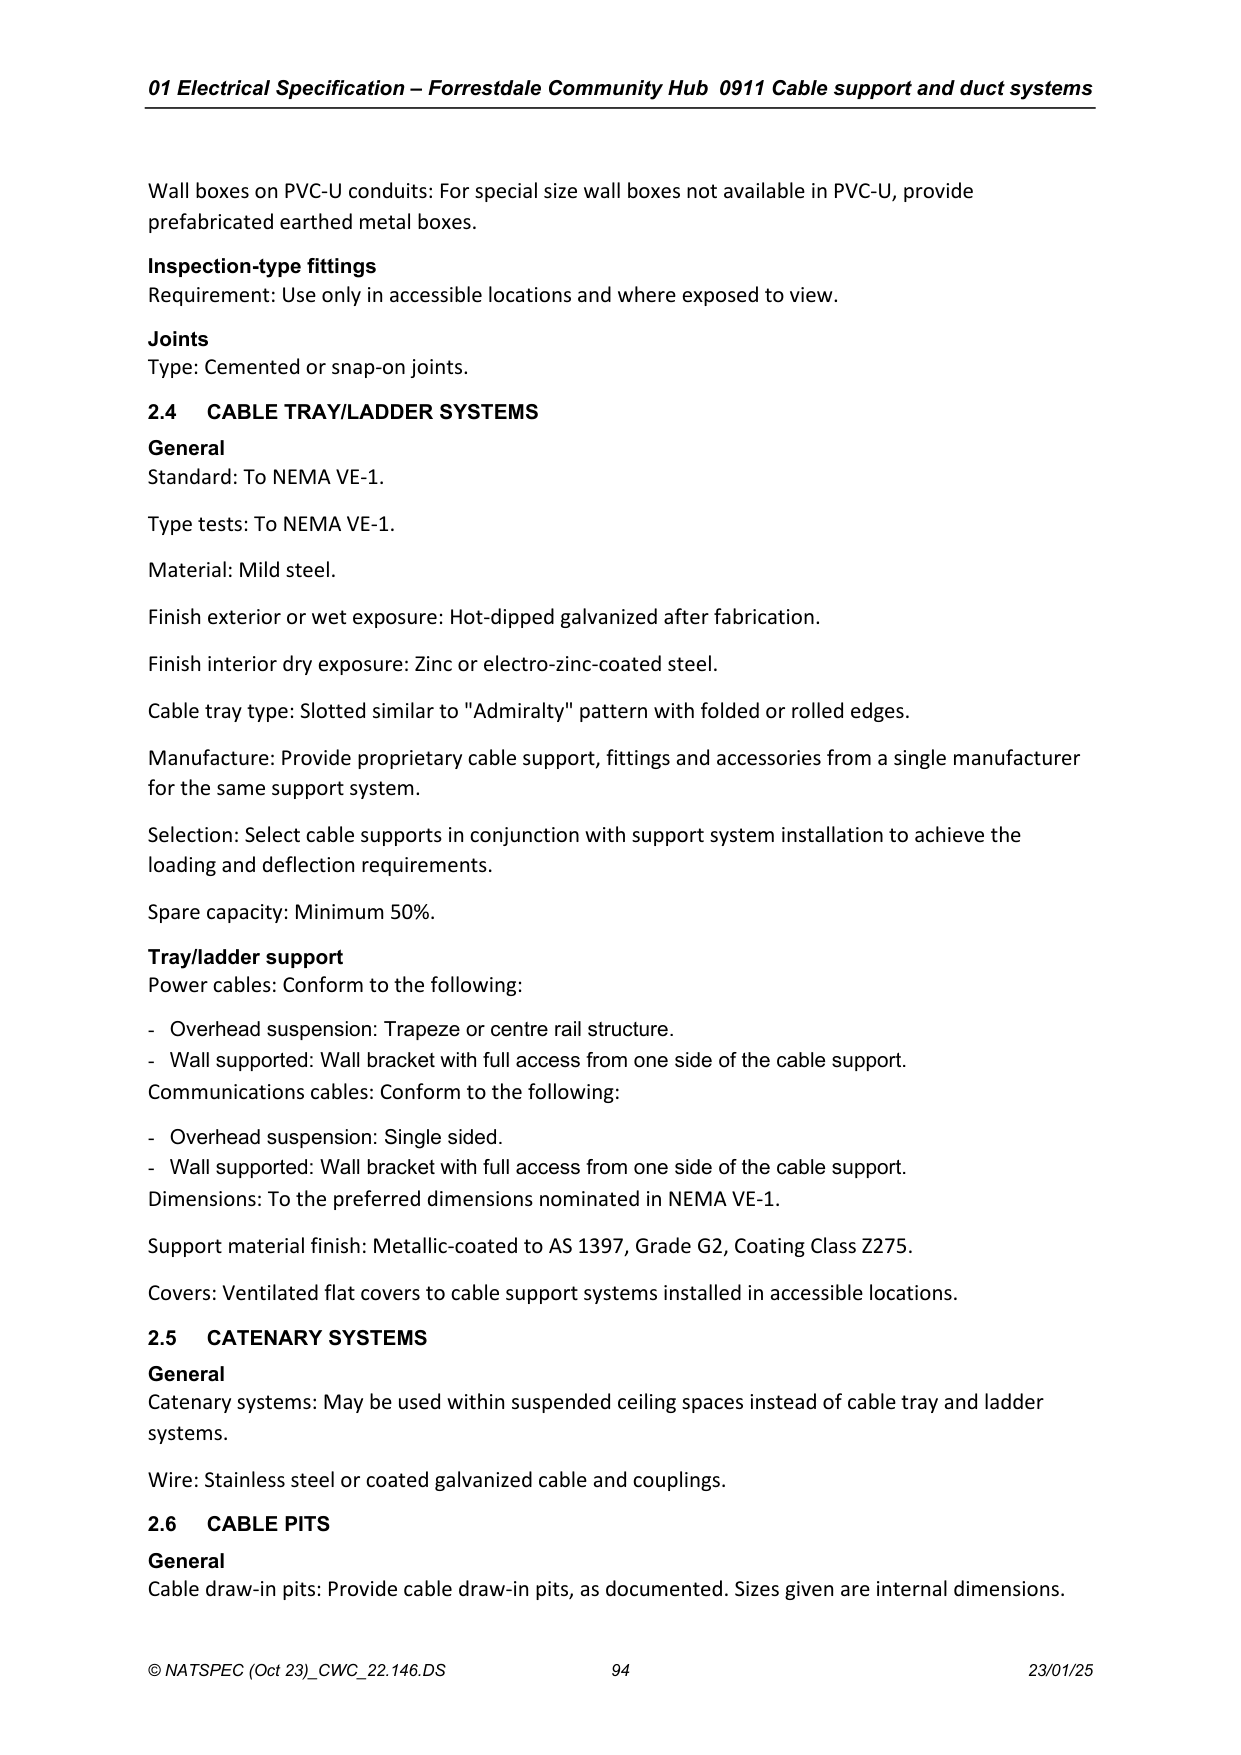 01 Electrical Specification – Forrestdale Community Hub 0911 Cable support and duct systems
Wall boxes on PVC-U conduits: For special size wall boxes not available in PVC-U, provide
prefabricated earthed metal boxes.
Inspection-type fittings
Requirement: Use only in accessible locations and where exposed to view.
Joints
Type: Cemented or snap-on joints.
2.4 CABLE TRAY/LADDER SYSTEMS
General
Standard: To NEMA VE-1.
Type tests: To NEMA VE-1.
Material: Mild steel.
Finish exterior or wet exposure: Hot-dipped galvanized after fabrication.
Finish interior dry exposure: Zinc or electro-zinc-coated steel.
Cable tray type: Slotted similar to "Admiralty" pattern with folded or rolled edges.
Manufacture: Provide proprietary cable support, fittings and accessories from a single manufacturer
for the same support system.
Selection: Select cable supports in conjunction with support system installation to achieve the
loading and deflection requirements.
Spare capacity: Minimum 50%.
Tray/ladder support
Power cables: Conform to the following:
- Overhead suspension: Trapeze or centre rail structure.
- Wall supported: Wall bracket with full access from one side of the cable support.
Communications cables: Conform to the following:
- Overhead suspension: Single sided.
- Wall supported: Wall bracket with full access from one side of the cable support.
Dimensions: To the preferred dimensions nominated in NEMA VE-1.
Support material finish: Metallic-coated to AS 1397, Grade G2, Coating Class Z275.
Covers: Ventilated flat covers to cable support systems installed in accessible locations.
2.5 CATENARY SYSTEMS
General
Catenary systems: May be used within suspended ceiling spaces instead of cable tray and ladder
systems.
Wire: Stainless steel or coated galvanized cable and couplings.
2.6 CABLE PITS
General
Cable draw-in pits: Provide cable draw-in pits, as documented. Sizes given are internal dimensions.
© NATSPEC (Oct 23)_CWC_22.146.DS 94 23/01/25